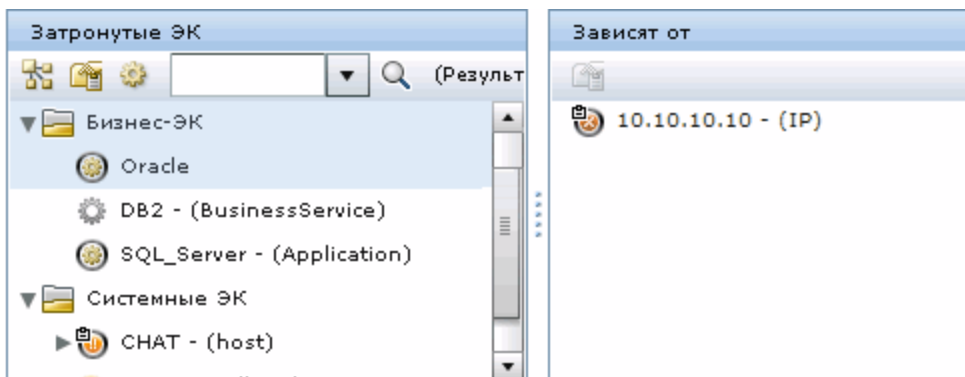 Затронутые ЭК
Зависят от
(Результ
Бизнес-ЭК
10.10.10.10 - (IP)
Oracle
DB2 - (BusinessService)
SQL_Server - (Application)
Системные ЭК
CHAT - (host)